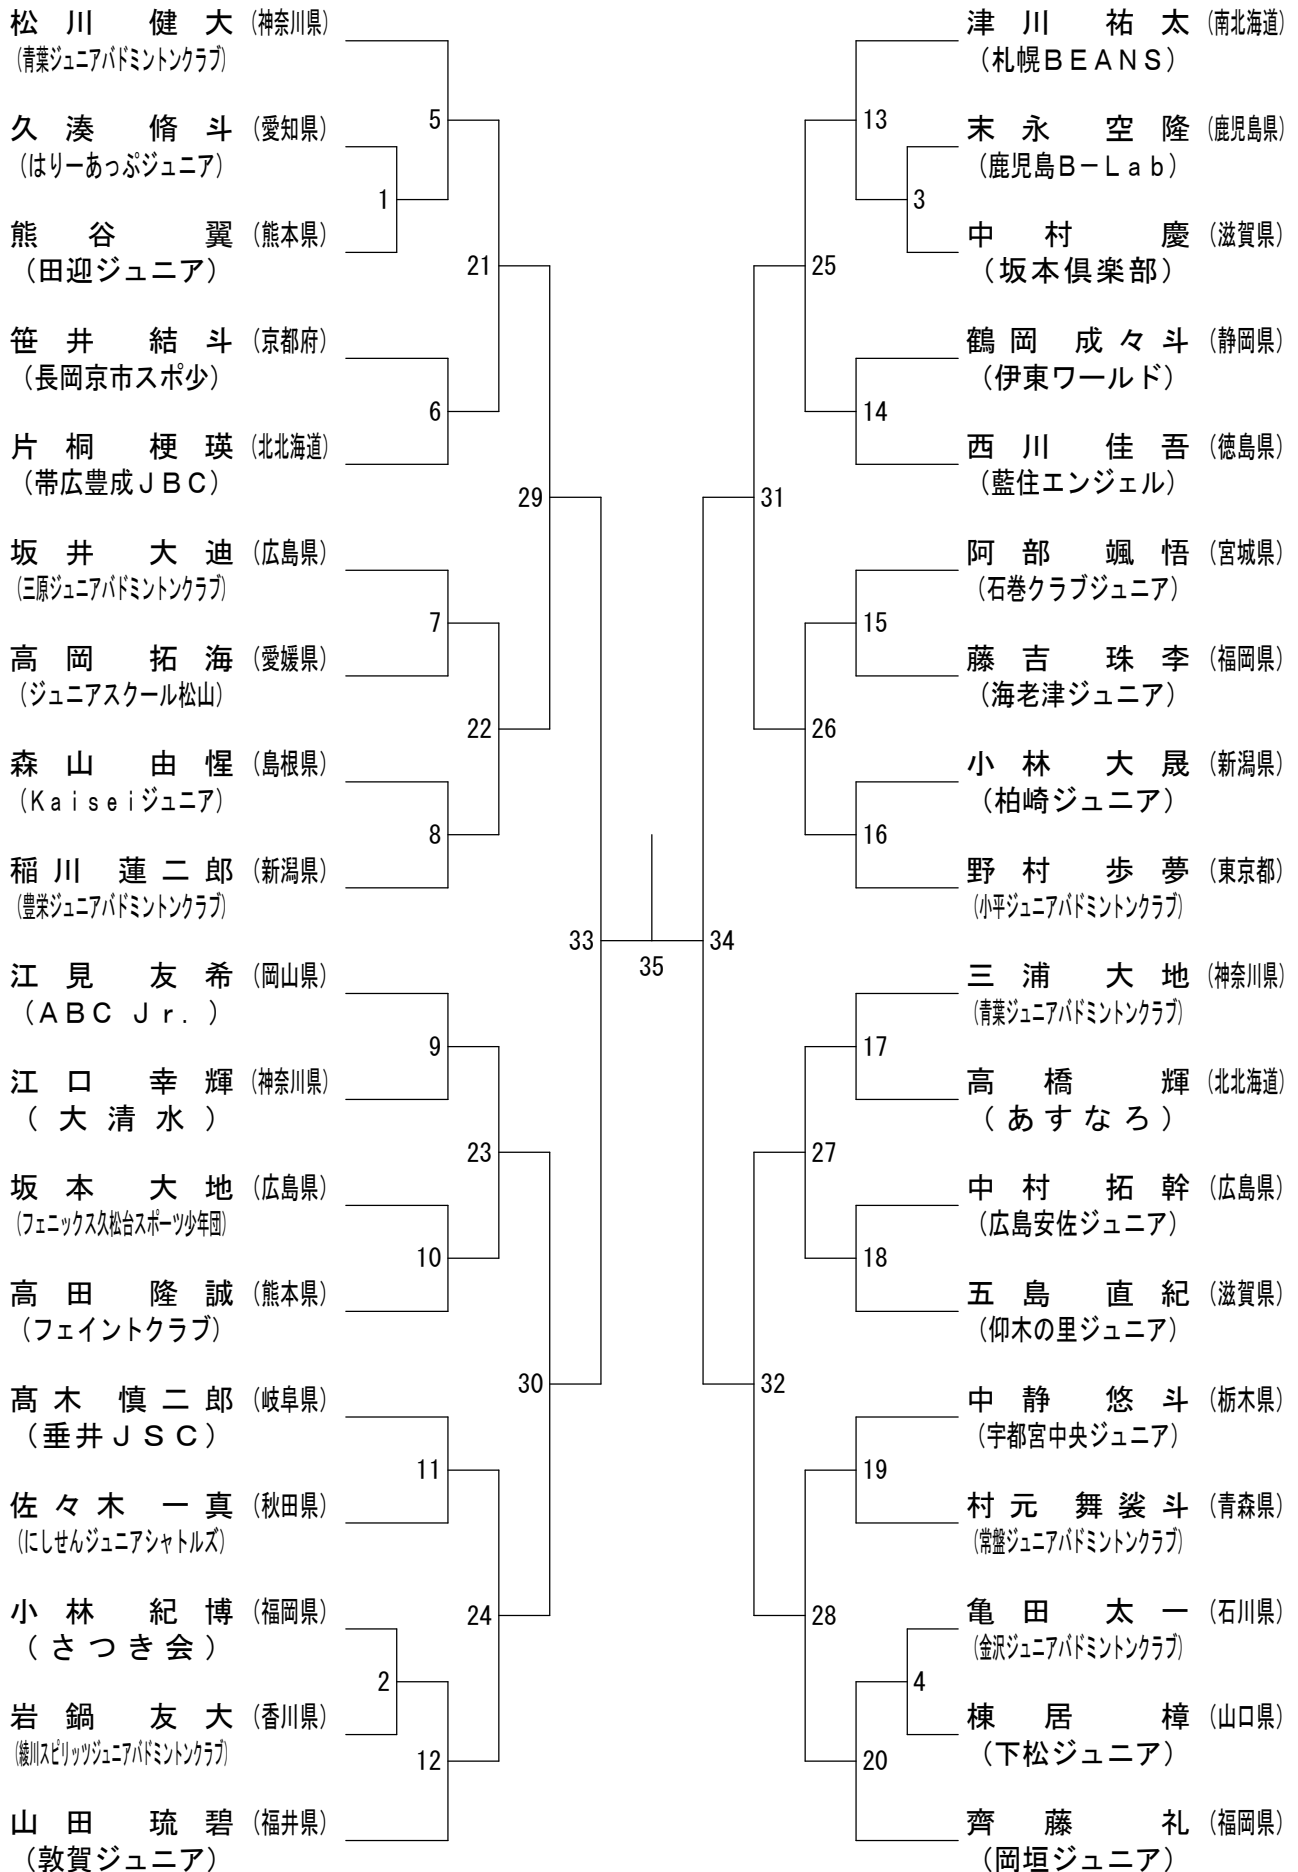 松川 健大 (神奈川県)
(青葉ジュニアバドミントンクラブ)
5
久湊 脩斗 (愛知県)
(はりーあっぷジュニア)
1
熊谷 翼 (熊本県)
(田迎ジュニア)
21
笹井 結斗 (京都府)
(長岡京市スポ少)
6
片桐 梗瑛 (北北海道)
(帯広豊成JBC)
29
坂井 大迪 (広島県)
(三原ジュニアバドミントンクラブ)
7
高岡 拓海 (愛媛県)
(ジュニアスクール松山)
22
森山 由惺 (島根県)
(Kaiseiジュニア)
8
稲川 蓮二郎 (新潟県)
(豊栄ジュニアバドミントンクラブ)
33
江見 友希 (岡山県)
(ABC Jr.)
9
江口 幸輝 (神奈川県)
(大清水)
23
坂本 大地 (広島県)
(フェニックス久松台スポーツ少年団)
10
高田 隆誠 (熊本県)
(フェイントクラブ)
30
髙木 慎二郎 (岐阜県)
(垂井JSC)
11
佐々木 一真 (秋田県)
(にしせんジュニアシャトルズ)
24
小林 紀博 (福岡県)
(さつき会)
2
岩鍋 友大 (香川県)
(綾川スピリッツジュニアバドミントンクラブ)
12
山田 琉碧 (福井県)
(敦賀ジュニア)
35
津川 祐太 (南北海道)
(札幌BEANS)
13
末永 空隆 (鹿児島県)
(鹿児島B-Lab)
3
中村 慶 (滋賀県)
(坂本倶楽部)
25
鶴岡 成々斗 (静岡県)
(伊東ワールド)
14
西川 佳吾 (徳島県)
(藍住エンジェル)
31
阿部 颯悟 (宮城県)
(石巻クラブジュニア)
15
藤吉 珠李 (福岡県)
(海老津ジュニア)
26
小林 大晟 (新潟県)
(柏崎ジュニア)
16
野村 歩夢 (東京都)
(小平ジュニアバドミントンクラブ)
34
三浦 大地 (神奈川県)
(青葉ジュニアバドミントンクラブ)
17
高橋 輝 (北北海道)
(あすなろ)
27
中村 拓幹 (広島県)
(広島安佐ジュニア)
18
五島 直紀 (滋賀県)
(仰木の里ジュニア)
32
中静 悠斗 (栃木県)
(宇都宮中央ジュニア)
19
村元 舞裟斗 (青森県)
(常盤ジュニアバドミントンクラブ)
28
亀田 太一 (石川県)
(金沢ジュニアバドミントンクラブ)
4
棟居 樟 (山口県)
(下松ジュニア)
20
齊藤 礼 (福岡県)
(岡垣ジュニア)